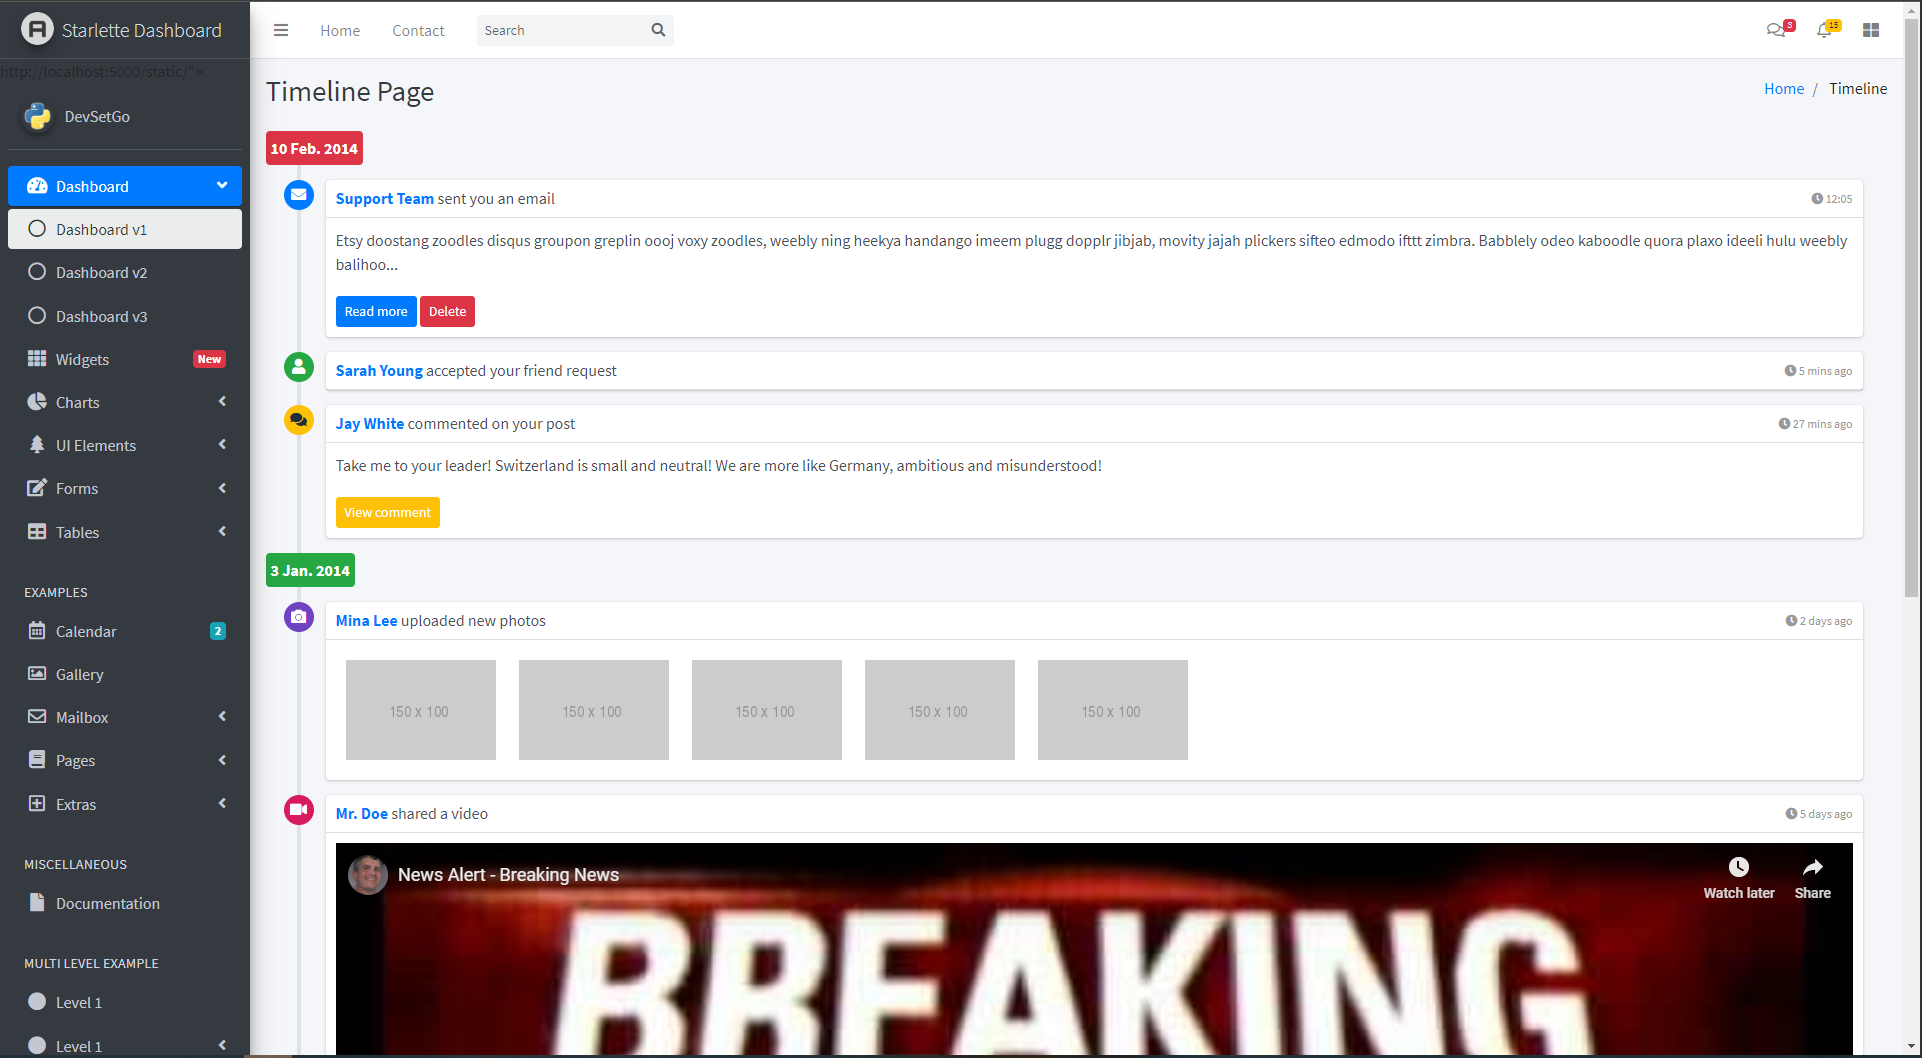 Starlette Dashboard
Home
Contact
Search
3
15
http://localhost:5000/static/">
DevSetGo
Dashboard
Dashboard v1
Dashboard v2
Dashboard v3
Widgets New
Charts
UI Elements
Forms
Tables
EXAMPLES
Calendar 2
Gallery
Mailbox
Pages
Extras
MISCELLANEOUS
Documentation
MULTI LEVEL EXAMPLE
Level 1
Level 1
Timeline Page
Home / Timeline
10 Feb. 2014
Support Team sent you an email 12:05
Etsy doostang zoodles disqus groupon greplin oooj voxy zoodles, weebly ning heekya handango imeem plugg dopplr jibjab, movity jajah plickers sifteo edmodo ifttt zimbra. Babblely odeo kaboodle quora plaxo ideeli hulu weebly
balihoo...
Read more Delete
Sarah Young accepted your friend request 5 mins ago
Jay White commented on your post 27 mins ago
Take me to your leader! Switzerland is small and neutral! We are more like Germany, ambitious and misunderstood!
View comment
3 Jan. 2014
Mina Lee uploaded new photos 2 days ago
150 x 100 150 x 100 150 x 100 150 x 100 150 x 100
Mr. Doe shared a video 5 days ago
News Alert - Breaking News
Watch later Share
BREAKING